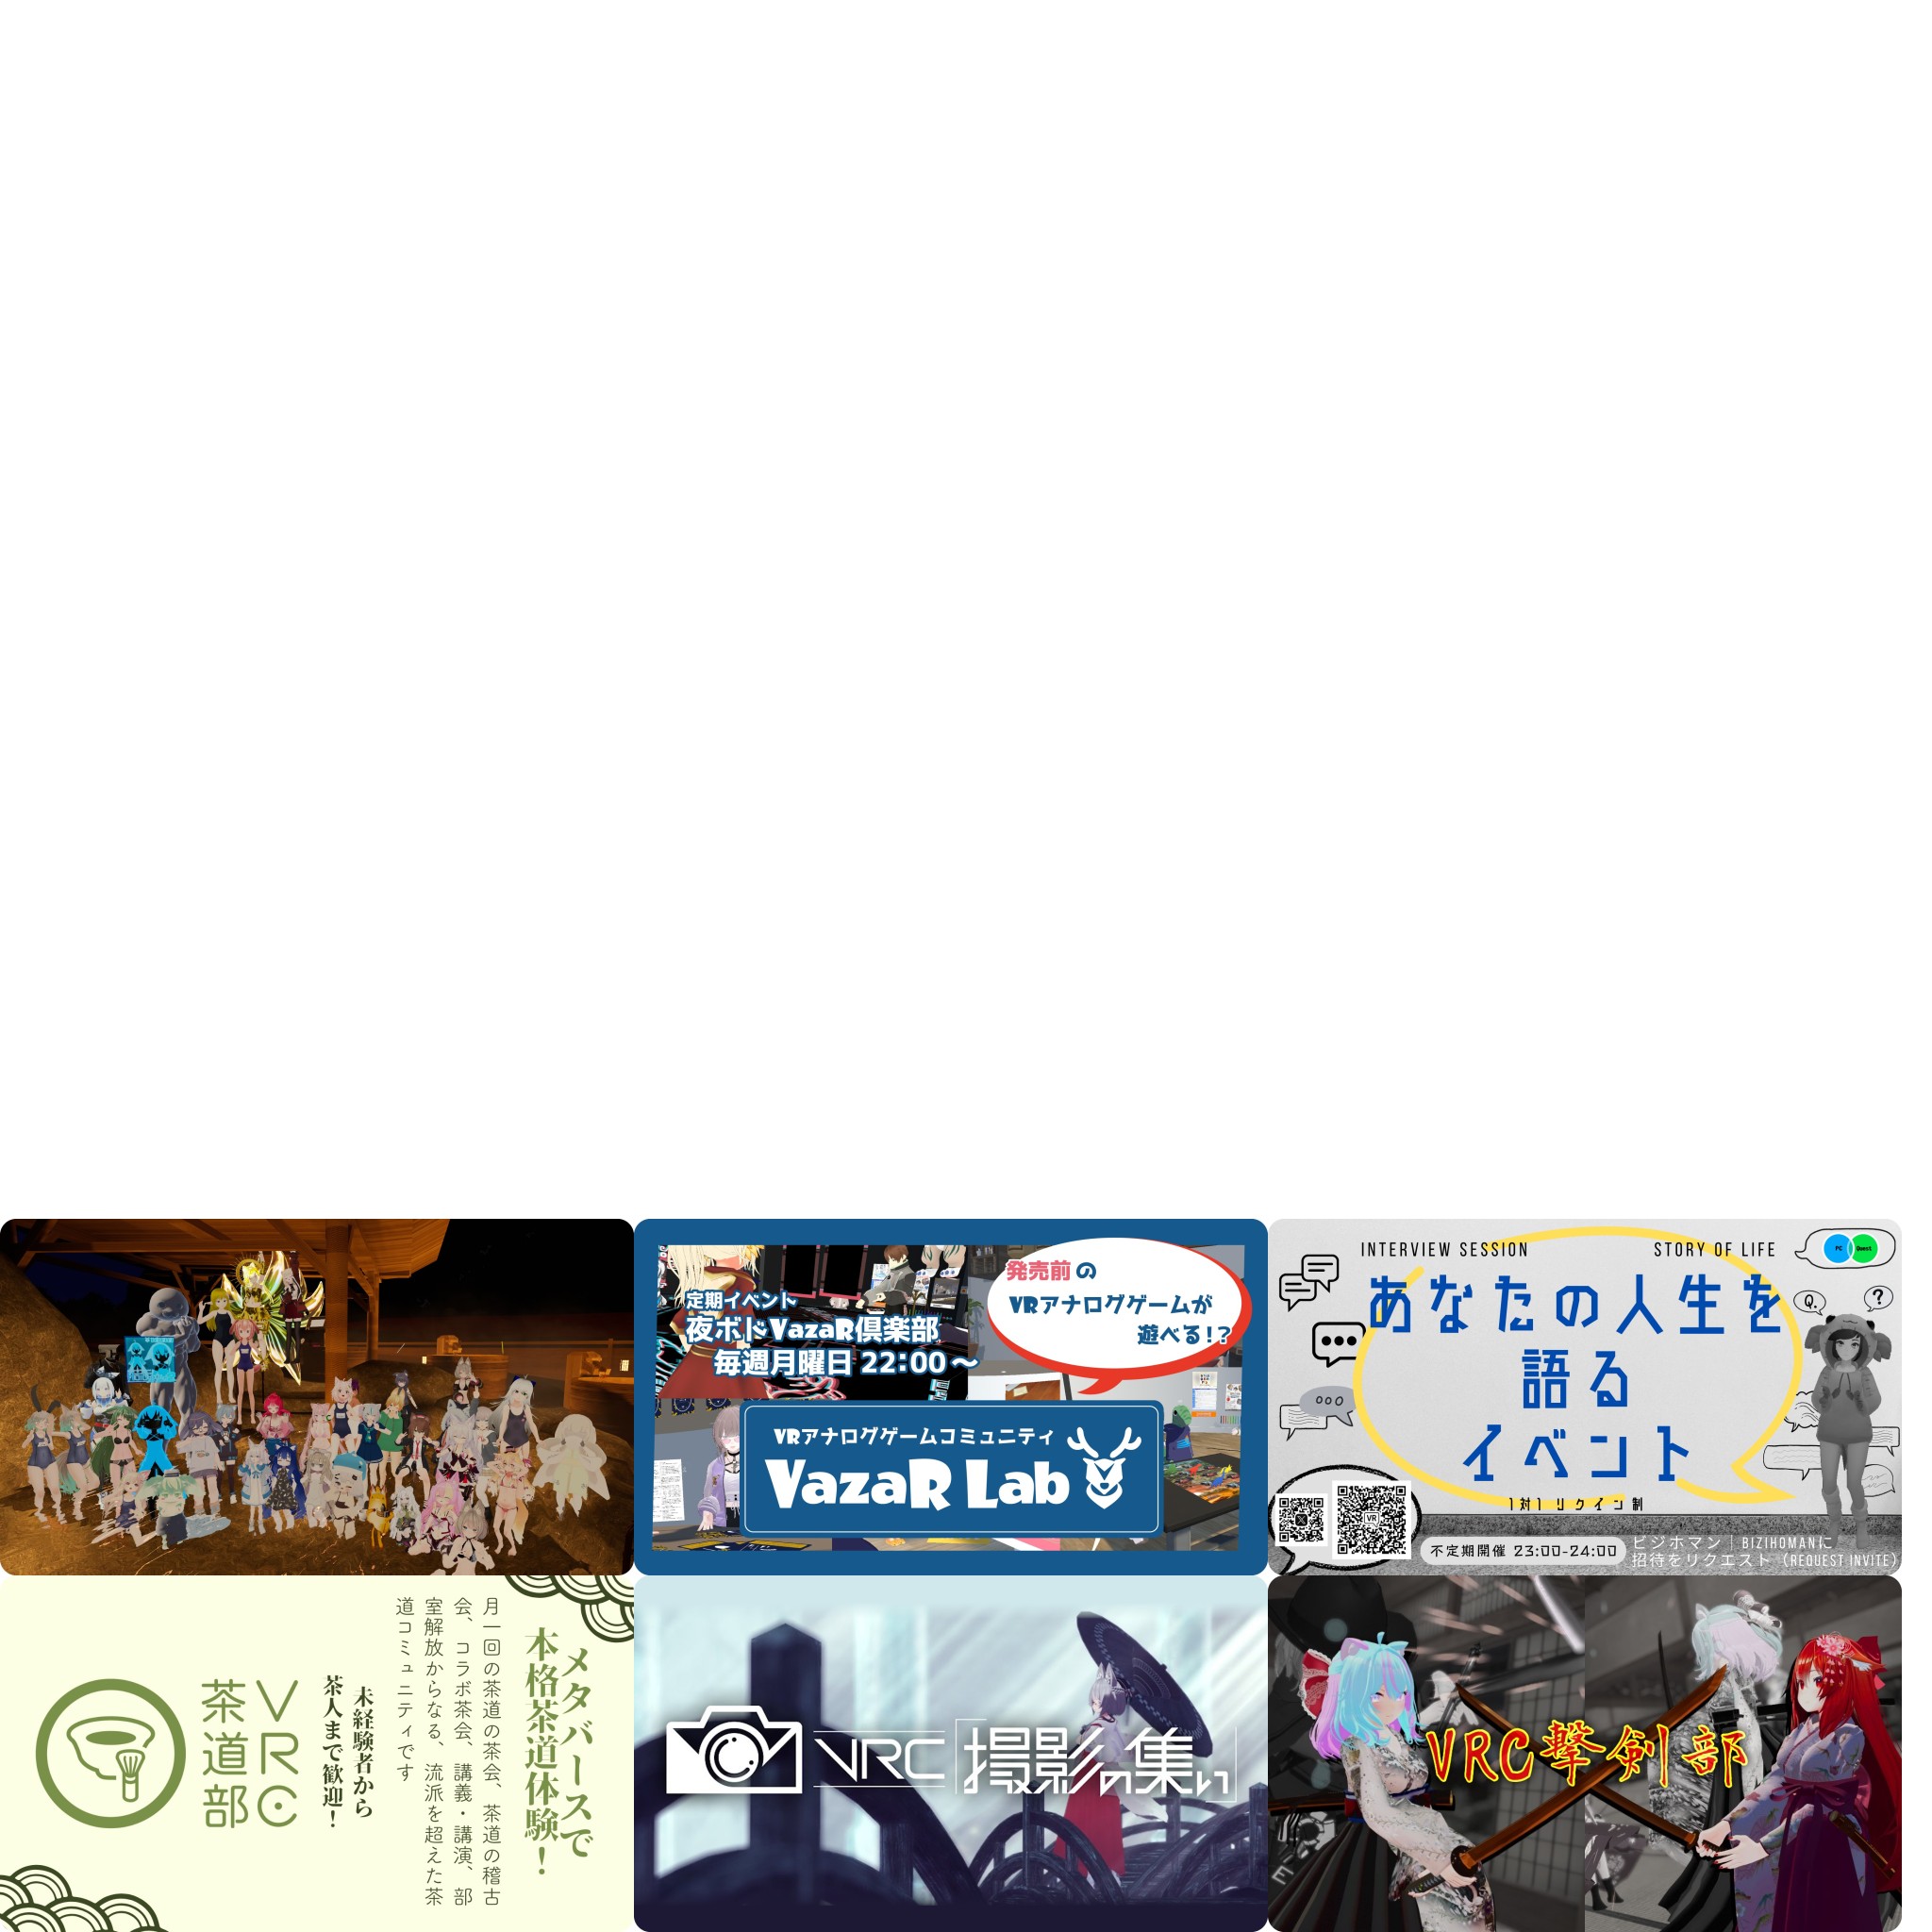 定期イベント
夜ボドVazaR倶楽部
毎週月曜日 22:00～
発売前の
VRアナログゲームが
遊べる!?
VRアナログゲームコミュニティ
VazaR Lab
INTERVIEW SESSION
STORY OF LIFE
PC
Quest
あなたの人生を
語る
イベント
Q.
?
1対1 リクイン制
VR
不定期開催 23:00-24:00
ビジホマン｜BIZIHOMANに
招待をリクエスト（REQUEST INVITE）
メタバースで
本格茶道体験！
月一回の茶道の茶会、茶道の稽古
会、コラボ茶会、講義・講演、部
室解放からなる、流派を超えた茶
道コミュニティです
未経験者から
茶人まで歓迎！
VRC
茶道部
VRC 撮影の集い
VRC撃剣部